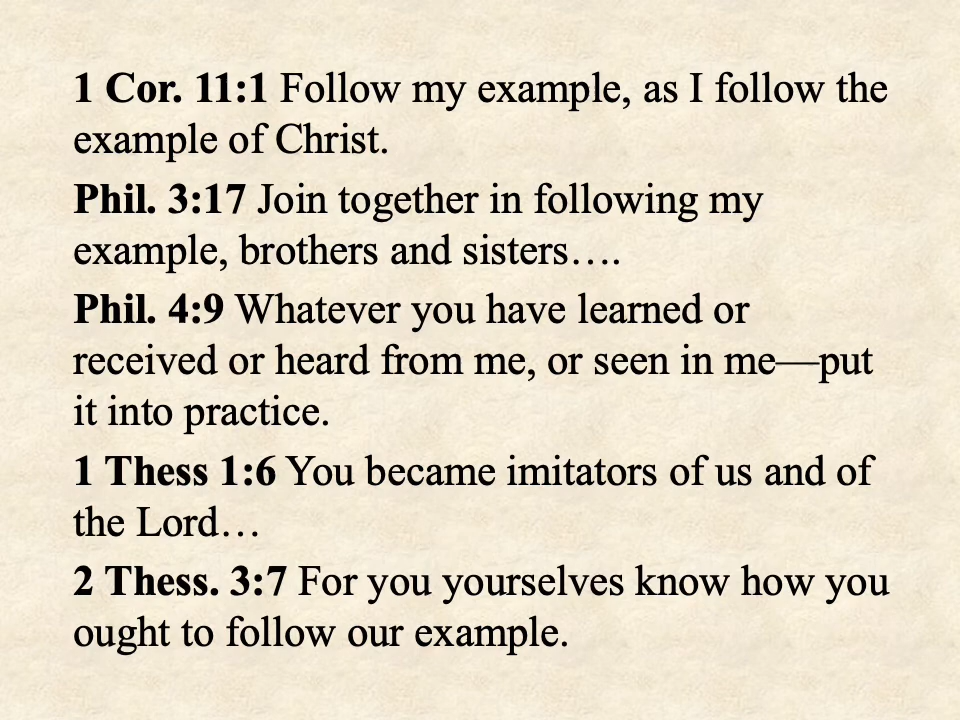 1 Cor. 11:1 Follow my example, as I follow the
example of Christ.
Phil. 3:17 Join together in following my
example, brothers and sisters….
Phil. 4:9 Whatever you have learned or
received or heard from me, or seen in me—put
it into practice.
1 Thess 1:6 You became imitators of us and of
the Lord…
2 Thess. 3:7 For you yourselves know how you
ought to follow our example.